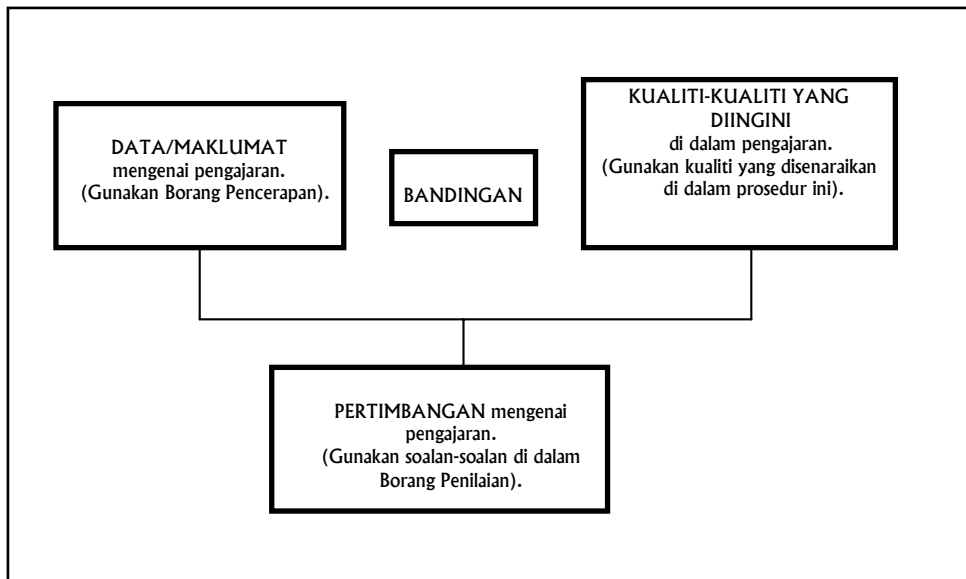 DATA/MAKLUMAT
mengenai pengajaran.
(Gunakan Borang Pencerapan).
BANDINGAN
KUALITI-KUALITI YANG
DIINGINI
di dalam pengajaran.
(Gunakan kualiti yang disenaraikan
di dalam prosedur ini).
PERTIMBANGAN mengenai
pengajaran.
(Gunakan soalan-soalan di dalam
Borang Penilaian).